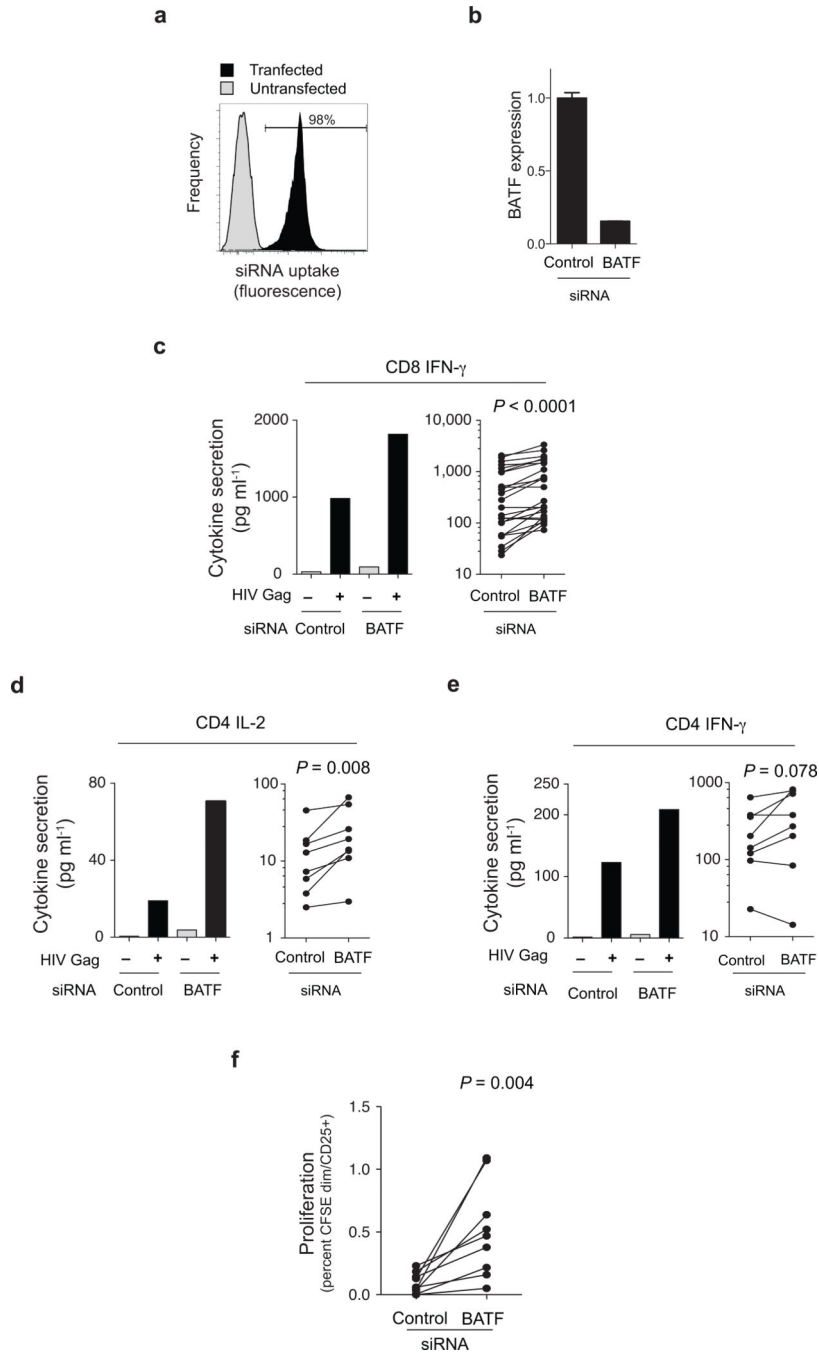 a
Tranfected
Untransfected
98%
Frequency
siRNA uptake
(fluorescence)
b
BATF expression
1.0
0.5
0.0
Control BATF
siRNA
c
CD8 IFN-γ
P < 0.0001
Cytokine secretion
(pg ml⁻¹)
2000
1000
0
HIV Gag – + – +
siRNA Control BATF
10,000
1,000
100
10
Control BATF
siRNA
d
CD4 IL-2
Cytokine secretion
(pg ml⁻¹)
80
40
0
HIV Gag – + – +
siRNA Control BATF
P = 0.008
100
10
1
Control BATF
siRNA
e
CD4 IFN-γ
Cytokine secretion
(pg ml⁻¹)
250
200
100
0
HIV Gag – + – +
siRNA Control BATF
P = 0.078
1000
100
10
Control BATF
siRNA
f
P = 0.004
Proliferation
(percent CFSE dim/CD25+)
1.5
1.0
0.5
0.0
Control BATF
siRNA